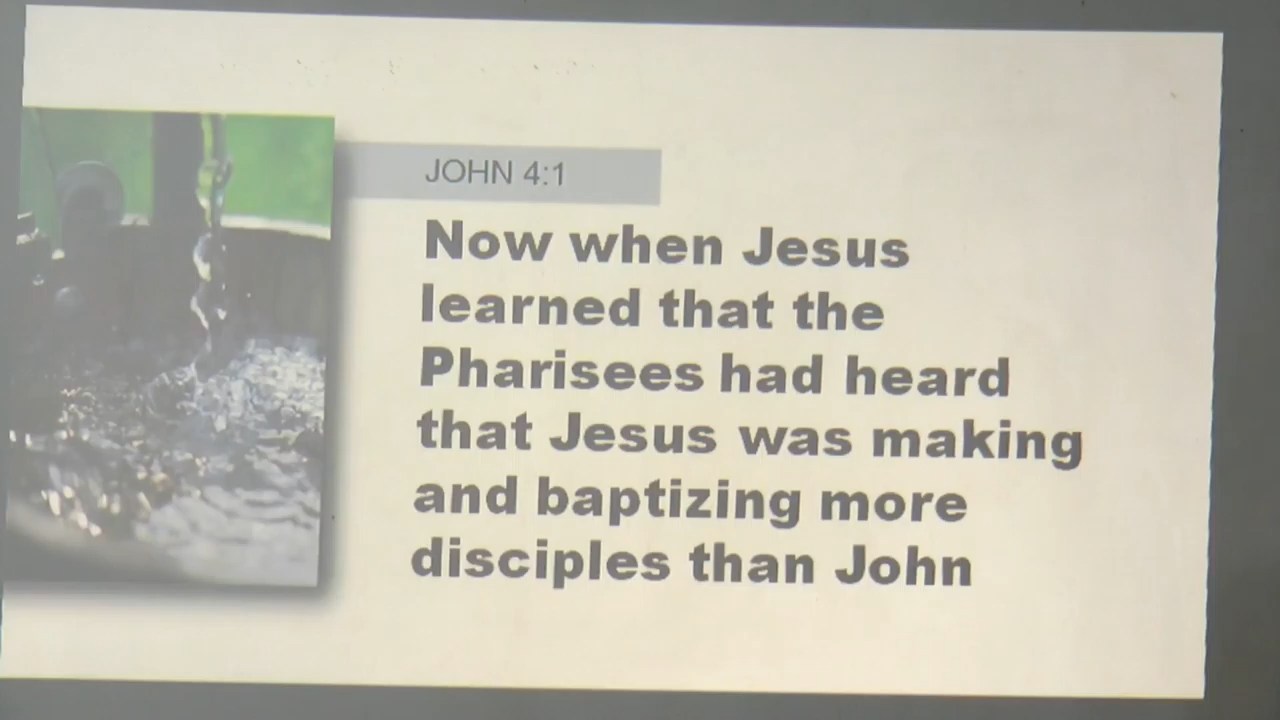 JOHN 4:1
Now when Jesus
learned that the
Pharisees had heard
that Jesus was making
and baptizing more
disciples than John